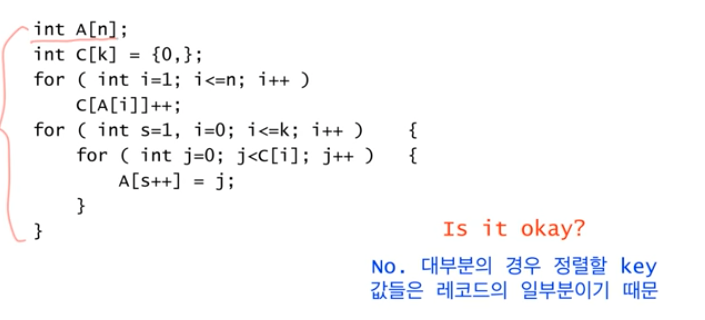 int A[n];
int C[k] = {0,};
for ( int i=1; i<=n; i++ )
    C[A[i]]++;
for ( int s=1, i=0; i<=k; i++ )    {
    for ( int j=0; j<C[i]; j++ )    {
        A[s++] = j;
    }
}
Is it okay?
No. 대부분의 경우 정렬할 key
값들은 레코드의 일부분이기 때문